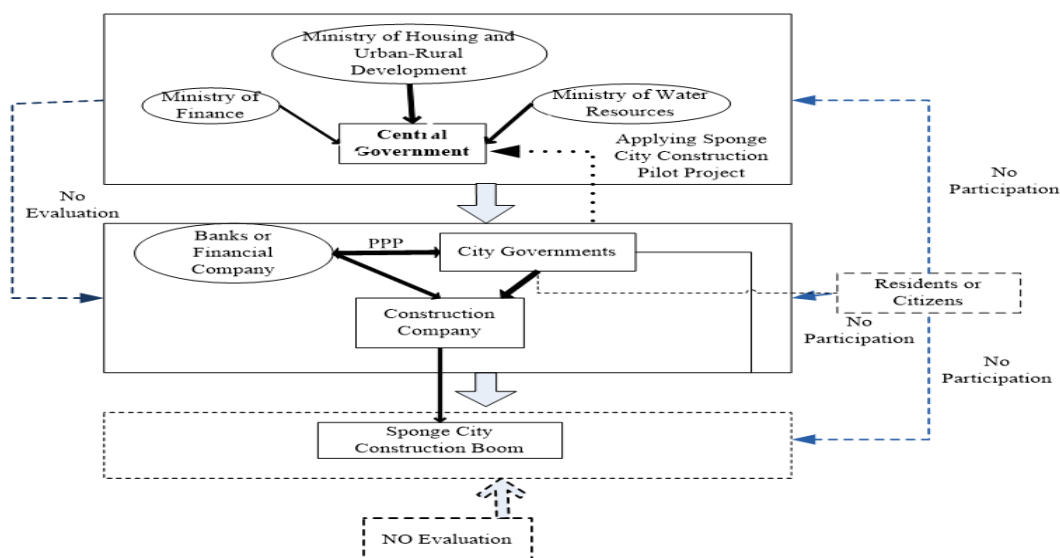 Ministry of Housing and
Urban-Rural
Development
Ministry of
Finance
Ministry of Water
Resources
Central
Government
Applying Sponge
City Construction
Pilot Project
No
Evaluation
No
Participation
Banks or
Financial
Company
PPP
City Governments
Construction
Company
Residents or
Citizens
No
Participation
No
Participation
Sponge City
Construction Boom
NO Evaluation